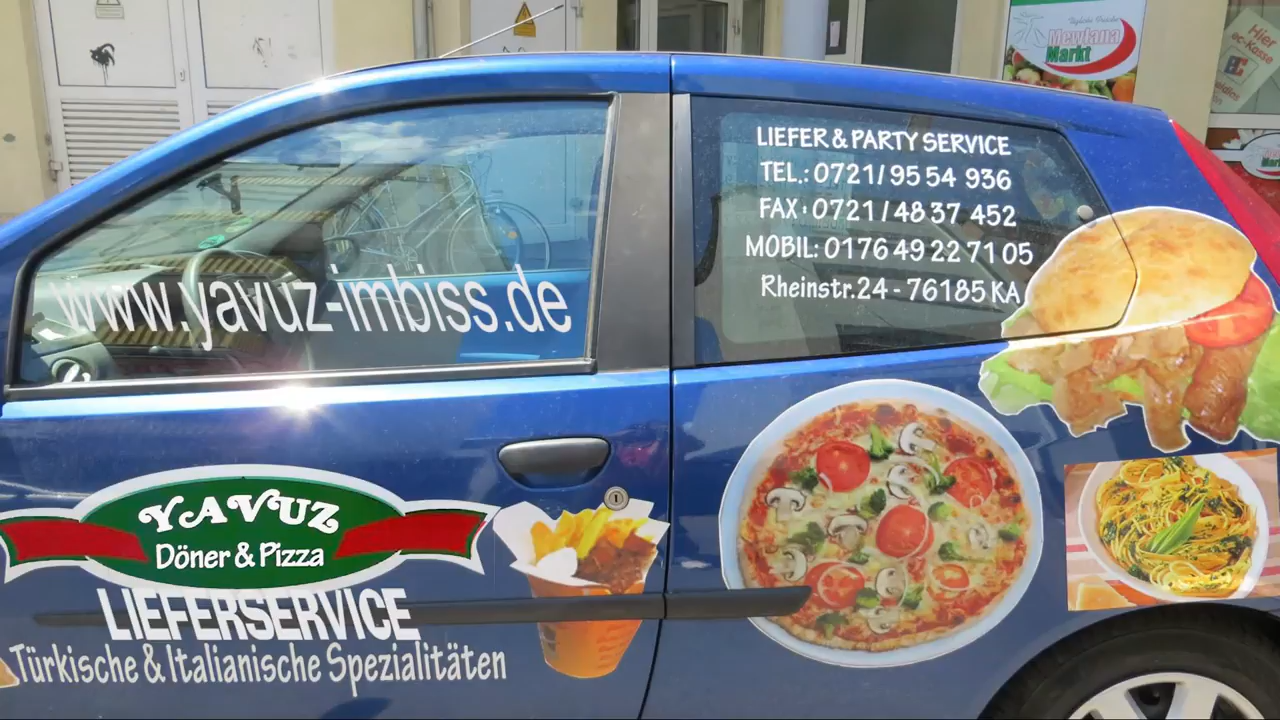 Mevlana
Markt
Hier
ec-Kasse
EC
LIEFER & PARTY SERVICE
TEL.: 0721/95 54 936
FAX: 0721/48 37 452
MOBIL: 0176 49 22 71 05
Rheinstr.24 - 76185 KA
www.yavuz-imbiss.de
YAVUZ
Döner & Pizza
LIEFERSERVICE
Türkische & Italianische Spezialitäten